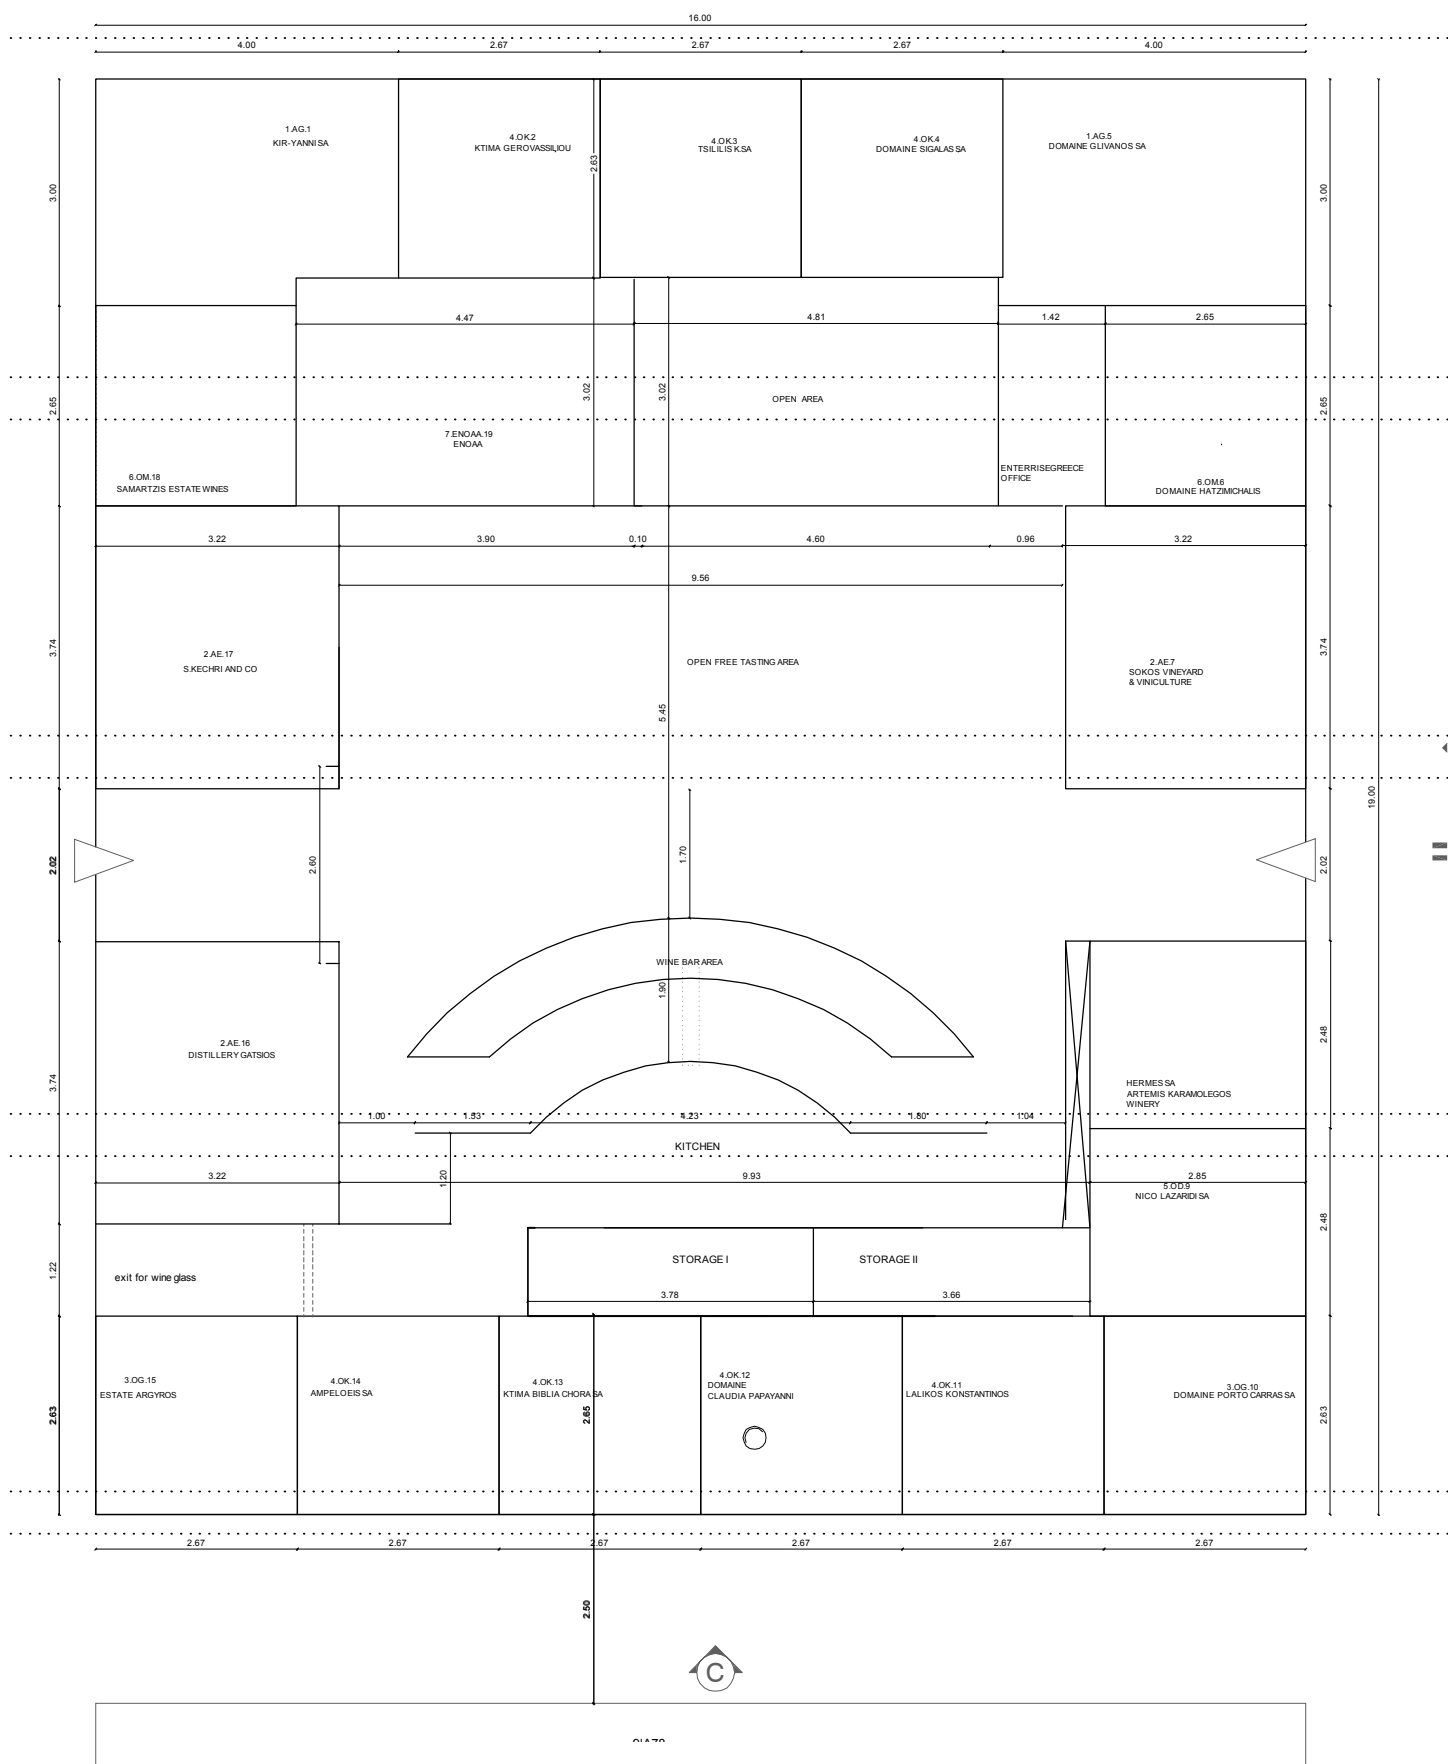 16.00
4.00
2.67
2.67
2.67
4.00
1.AG.1
KIR-YANNI SA
4.OK.2
KTIMA GEROVASSILIOU
4.OK.3
TSILILIS K.SA
4.OK.4
DOMAINE SIGALAS SA
1.AG.5
DOMAINE GLIVANOS SA
3.00
2.63
3.00
4.47
4.81
1.42
2.65
2.65
3.02
3.02
OPEN AREA
2.65
7.ENOAA.19
ENOAA
ENTERRISEGREECE
OFFICE
6.OM.18
SAMARTZIS ESTATE WINES
6.OM.6
DOMAINE HATZIMICHALIS
3.22
3.90
0.10
4.60
0.96
3.22
9.56
3.74
2.AE.17
S.KECHRI AND CO
OPEN FREE TASTING AREA
2.AE.7
SOKOS VINEYARD
& VINICULTURE
3.74
5.45
19.00
2.02
2.60
1.70
2.02
WINE BAR AREA
1.90
2.AE.16
DISTILLERY GATSIOS
2.48
3.74
HERMES SA
ARTEMIS KARAMOLEGOS
WINERY
1.00
1.53
4.23
1.80
1.04
KITCHEN
3.22
1.20
9.93
2.85
5.OD.9
NICO LAZARIDI SA
2.48
1.22
exit for wine glass
STORAGE I
STORAGE II
3.78
3.66
3.OG.15
ESTATE ARGYROS
4.OK.14
AMPELOEIS SA
4.OK.13
KTIMA BIBLIA CHORA SA
4.OK.12
DOMAINE
CLAUDIA PAPAYANNI
4.OK.11
LALIKOS KONSTANTINOS
3.OG.10
DOMAINE PORTO CARRAS SA
2.63
2.65
2.63
2.67
2.67
2.67
2.67
2.67
2.67
2.50
C